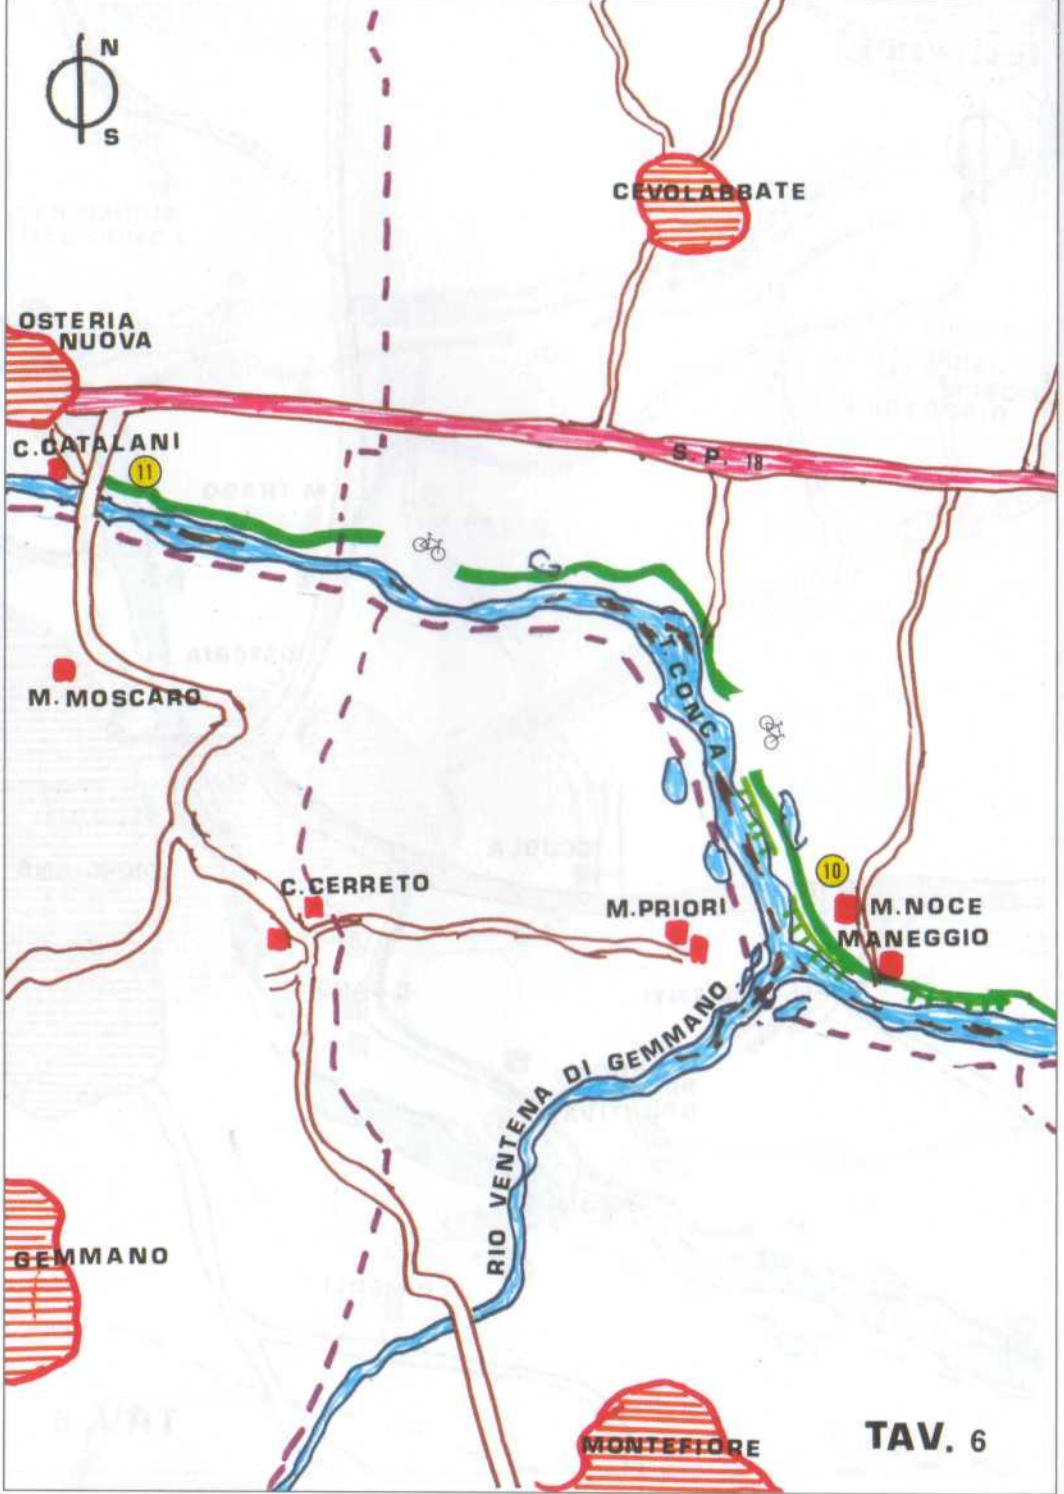 N
S
CEVOLABBATE
OSTERIA
NUOVA
C.CATALANI
11
S.P. 18
T. CONCA
M. MOSCARO
10
C.CERRETO
M.PRIORI
M.NOCE
MANEGGIO
RIO VENTENA DI GEMMANO
GEMMANO
MONTEFIORE
TAV. 6